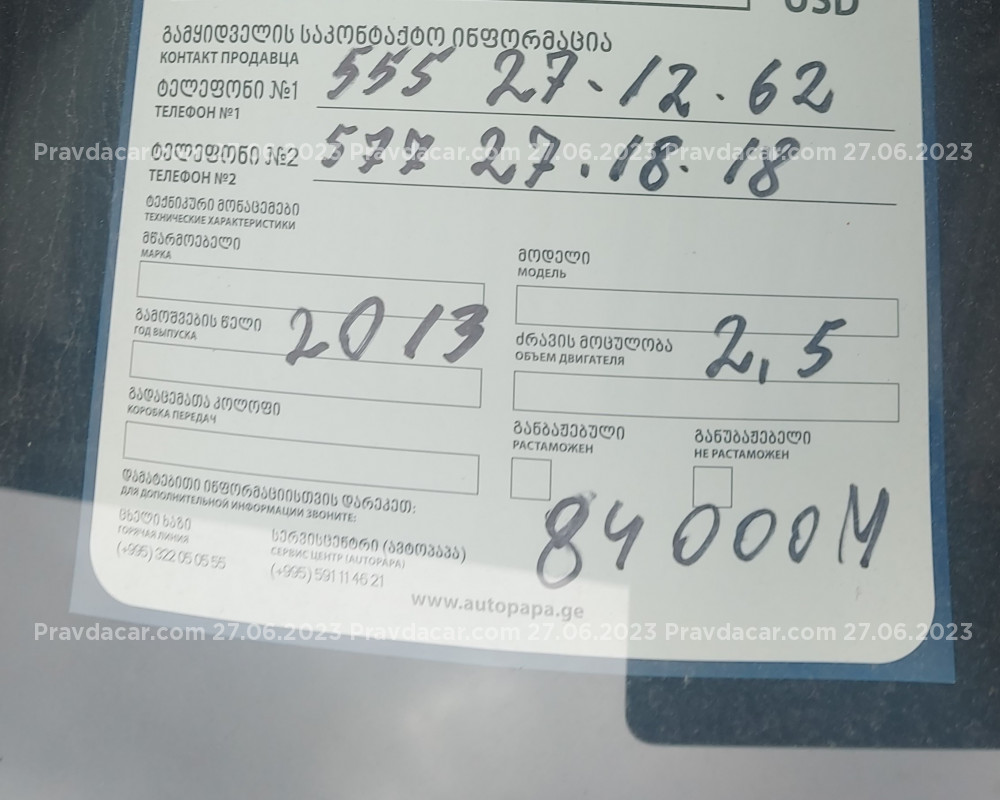 USD
გამყიდველის საკონტაქტო ინფორმაცია
КОНТАКТ ПРОДАВЦА
ტელეფონი №1 555 27-12.62
ТЕЛЕФОН №1
ტელეფონი №2 577 27.18.18
ТЕЛЕФОН №2
Pravdacar.com 27.06.2023 Pravdacar.com 27.06.2023 Pravdacar.com 27.06.2023
ტექნიკური მონაცემები
ТЕХНИЧЕСКИЕ ХАРАКТЕРИСТИКИ
მწარმოებელი
МАРКА
მოდელი
МОДЕЛЬ
გამოშვების წელი 2013
ГОД ВЫПУСКА
ძრავის მოცულობა 2,5
ОБЪЕМ ДВИГАТЕЛЯ
გადაცემათა კოლოფი
КОРОБКА ПЕРЕДАЧ
განბაჟებული
РАСТАМОЖЕН
განუბაჟებელი
НЕ РАСТАМОЖЕН
84 000 M
დამატებითი ინფორმაციისთვის დარეკეთ:
ДЛЯ ДОПОЛНИТЕЛЬНОЙ ИНФОРМАЦИИ ЗВОНИТЕ:
ცხელი ხაზი
ГОРЯЧАЯ ЛИНИЯ
(+995) 322 05 05 55
სერვისცენტრი (ავტოპაპა)
СЕРВИС ЦЕНТР (AUTOPAPA)
(+995) 591 11 46 21
www.autopapa.ge
Pravdacar.com 27.06.2023 Pravdacar.com 27.06.2023 Pravdacar.com 27.06.2023